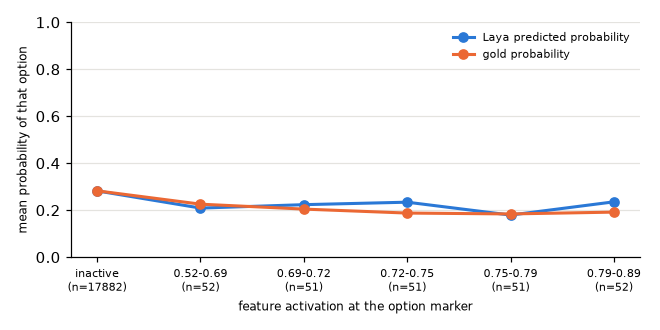 Laya predicted probability
gold probability
mean probability of that option
1.0
0.8
0.6
0.4
0.2
0.0
inactive 0.52-0.69 0.69-0.72 0.72-0.75 0.75-0.79 0.79-0.89
(n=17882) (n=52) (n=51) (n=51) (n=51) (n=52)
feature activation at the option marker